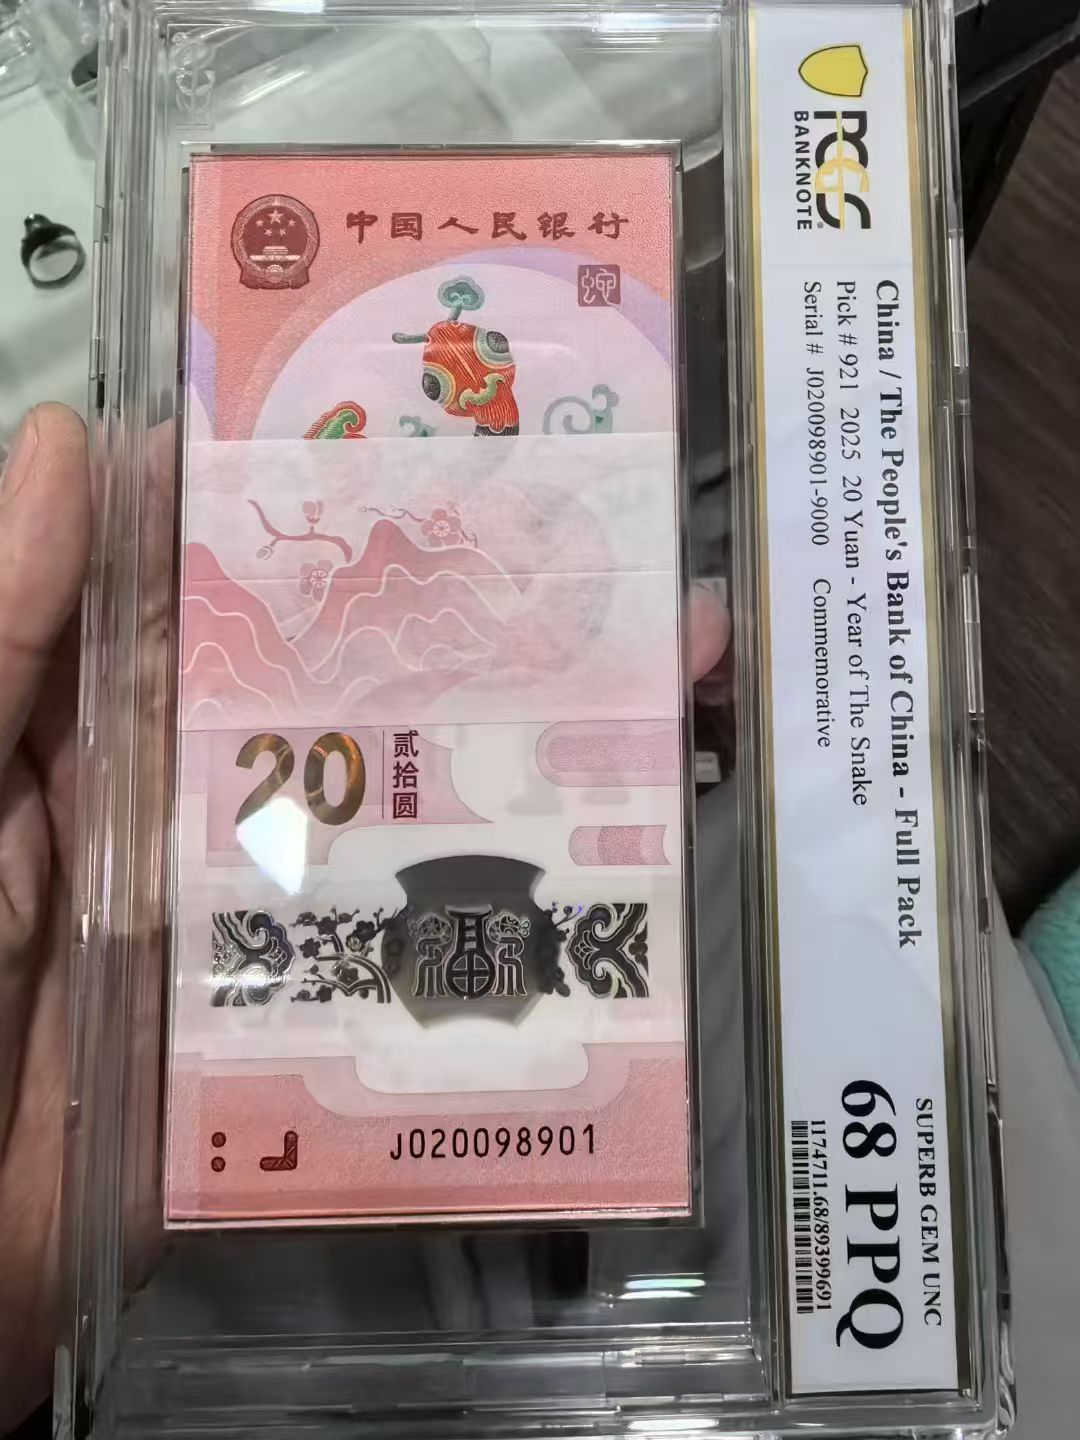 中国人民银行
蛇
20
贰拾圆
J020098901
PCGS
BANKNOTE
China / The People's Bank of China - Full Pack
Pick # 921 2025 20 Yuan - Year of The Snake
Serial # J020098901-9000 Commemorative
SUPERB GEM UNC
68 PPQ
1174711.68/89399691